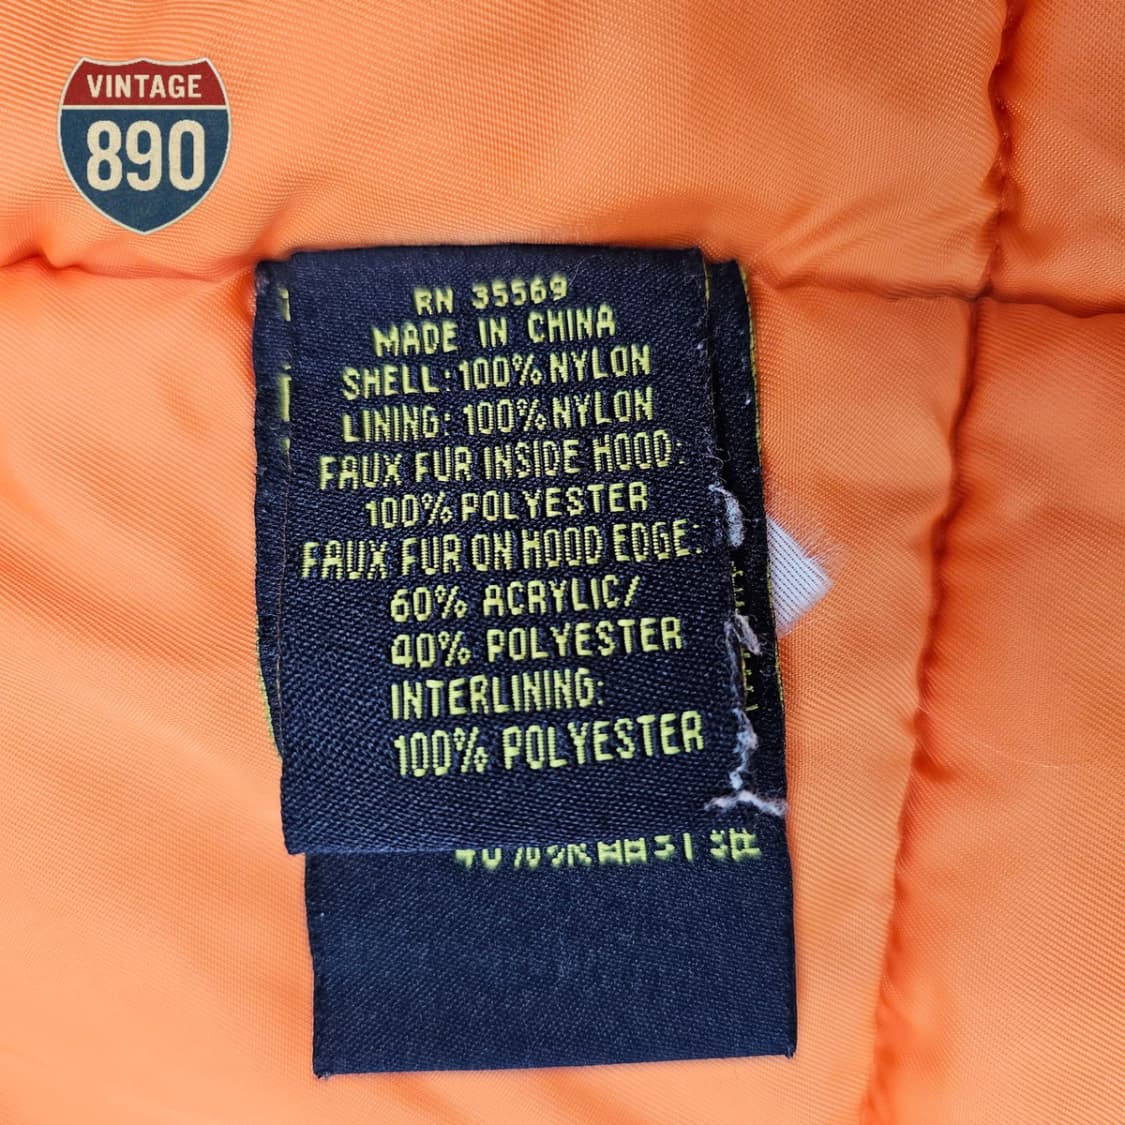 VINTAGE
890
RN 35569
MADE IN CHINA
SHELL: 100% NYLON
LINING: 100% NYLON
FAUX FUR INSIDE HOOD:
100% POLYESTER
FAUX FUR ON HOOD EDGE:
60% ACRYLIC/
40% POLYESTER
INTERLINING:
100% POLYESTER